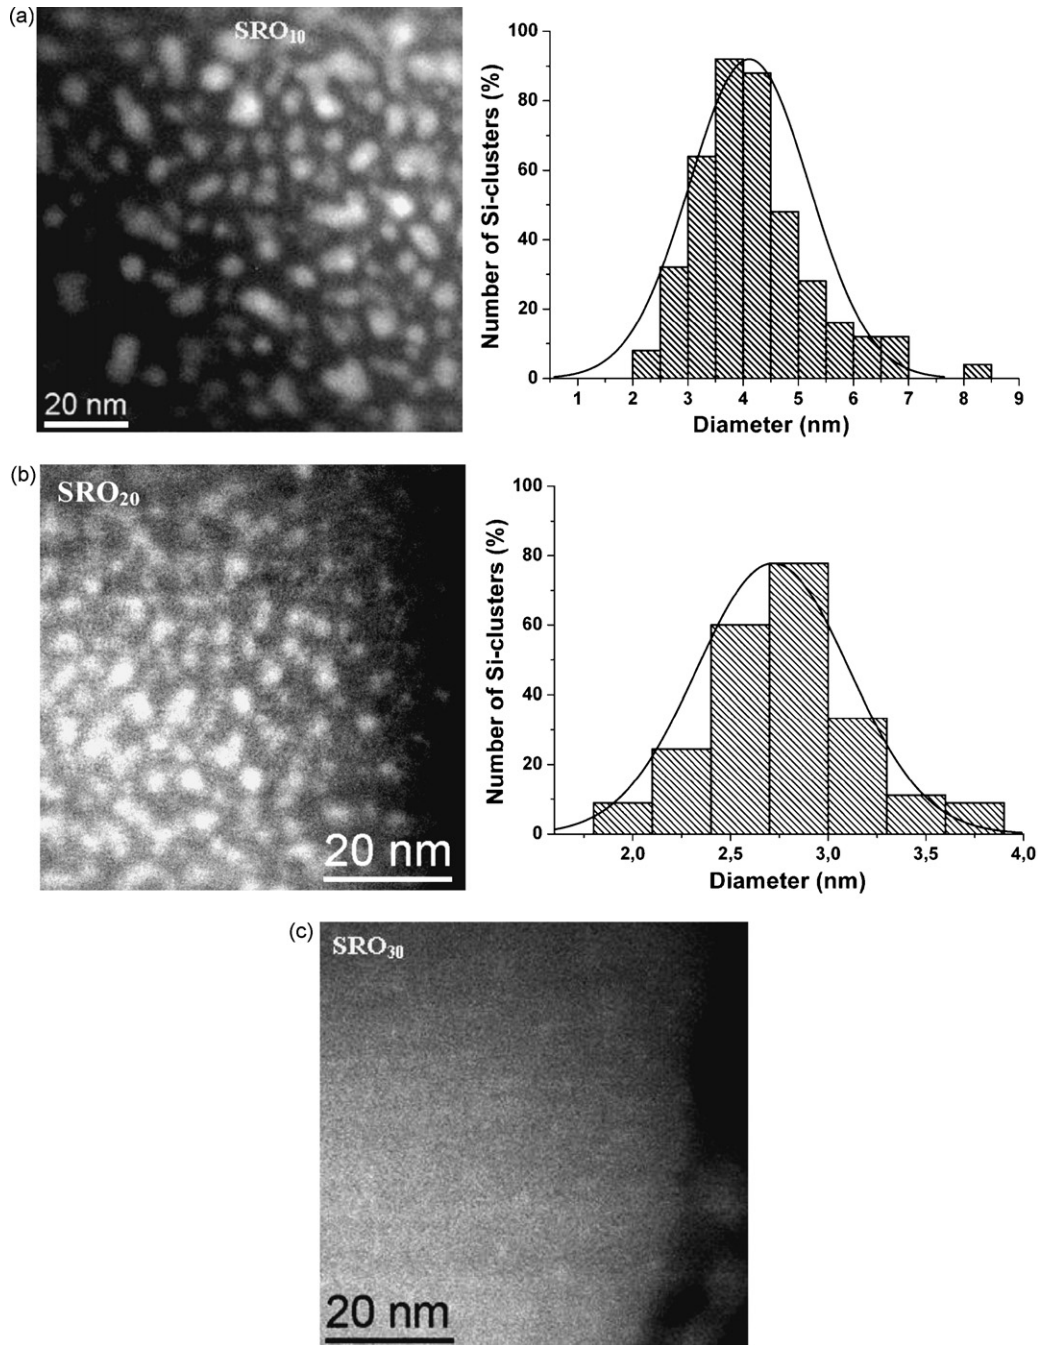 (a)
SRO10
20 nm
Number of Si-clusters (%)
100
80
60
40
20
0
1 2 3 4 5 6 7 8 9
Diameter (nm)
(b)
SRO20
20 nm
Number of Si-clusters (%)
100
80
60
40
20
0
2,0 2,5 3,0 3,5 4,0
Diameter (nm)
(c)
SRO30
20 nm